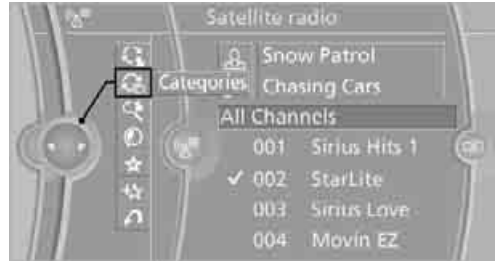 Satellite radio
Snow Patrol
Categories
Chasing Cars
All Channels
001 Sirius Hits 1
002 StarLite
003 Sirius Love
004 Movin EZ